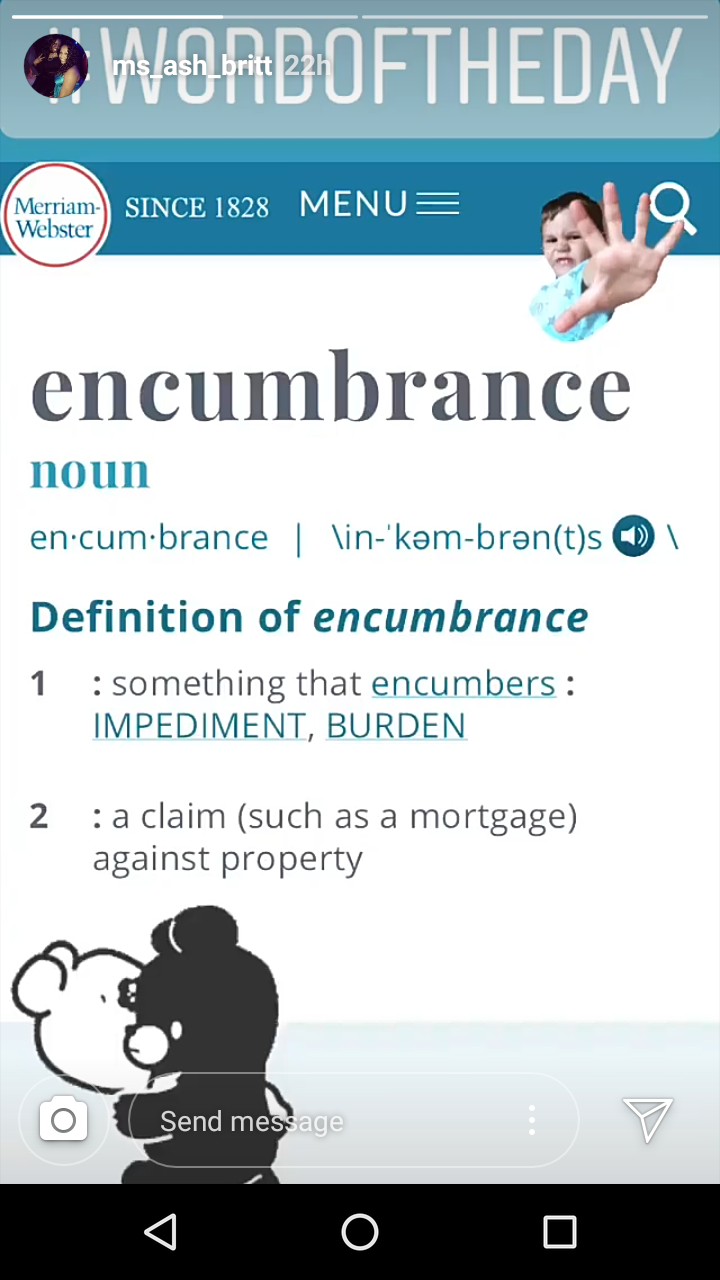 #WORDOFTHEDAY
ms_ash_britt 22h
Merriam-
Webster
SINCE 1828
MENU
encumbrance
noun
en·cum·brance | \in-ˈkəm-brən(t)s \
Definition of encumbrance
1 : something that encumbers :
IMPEDIMENT, BURDEN
2 : a claim (such as a mortgage)
against property
Send message